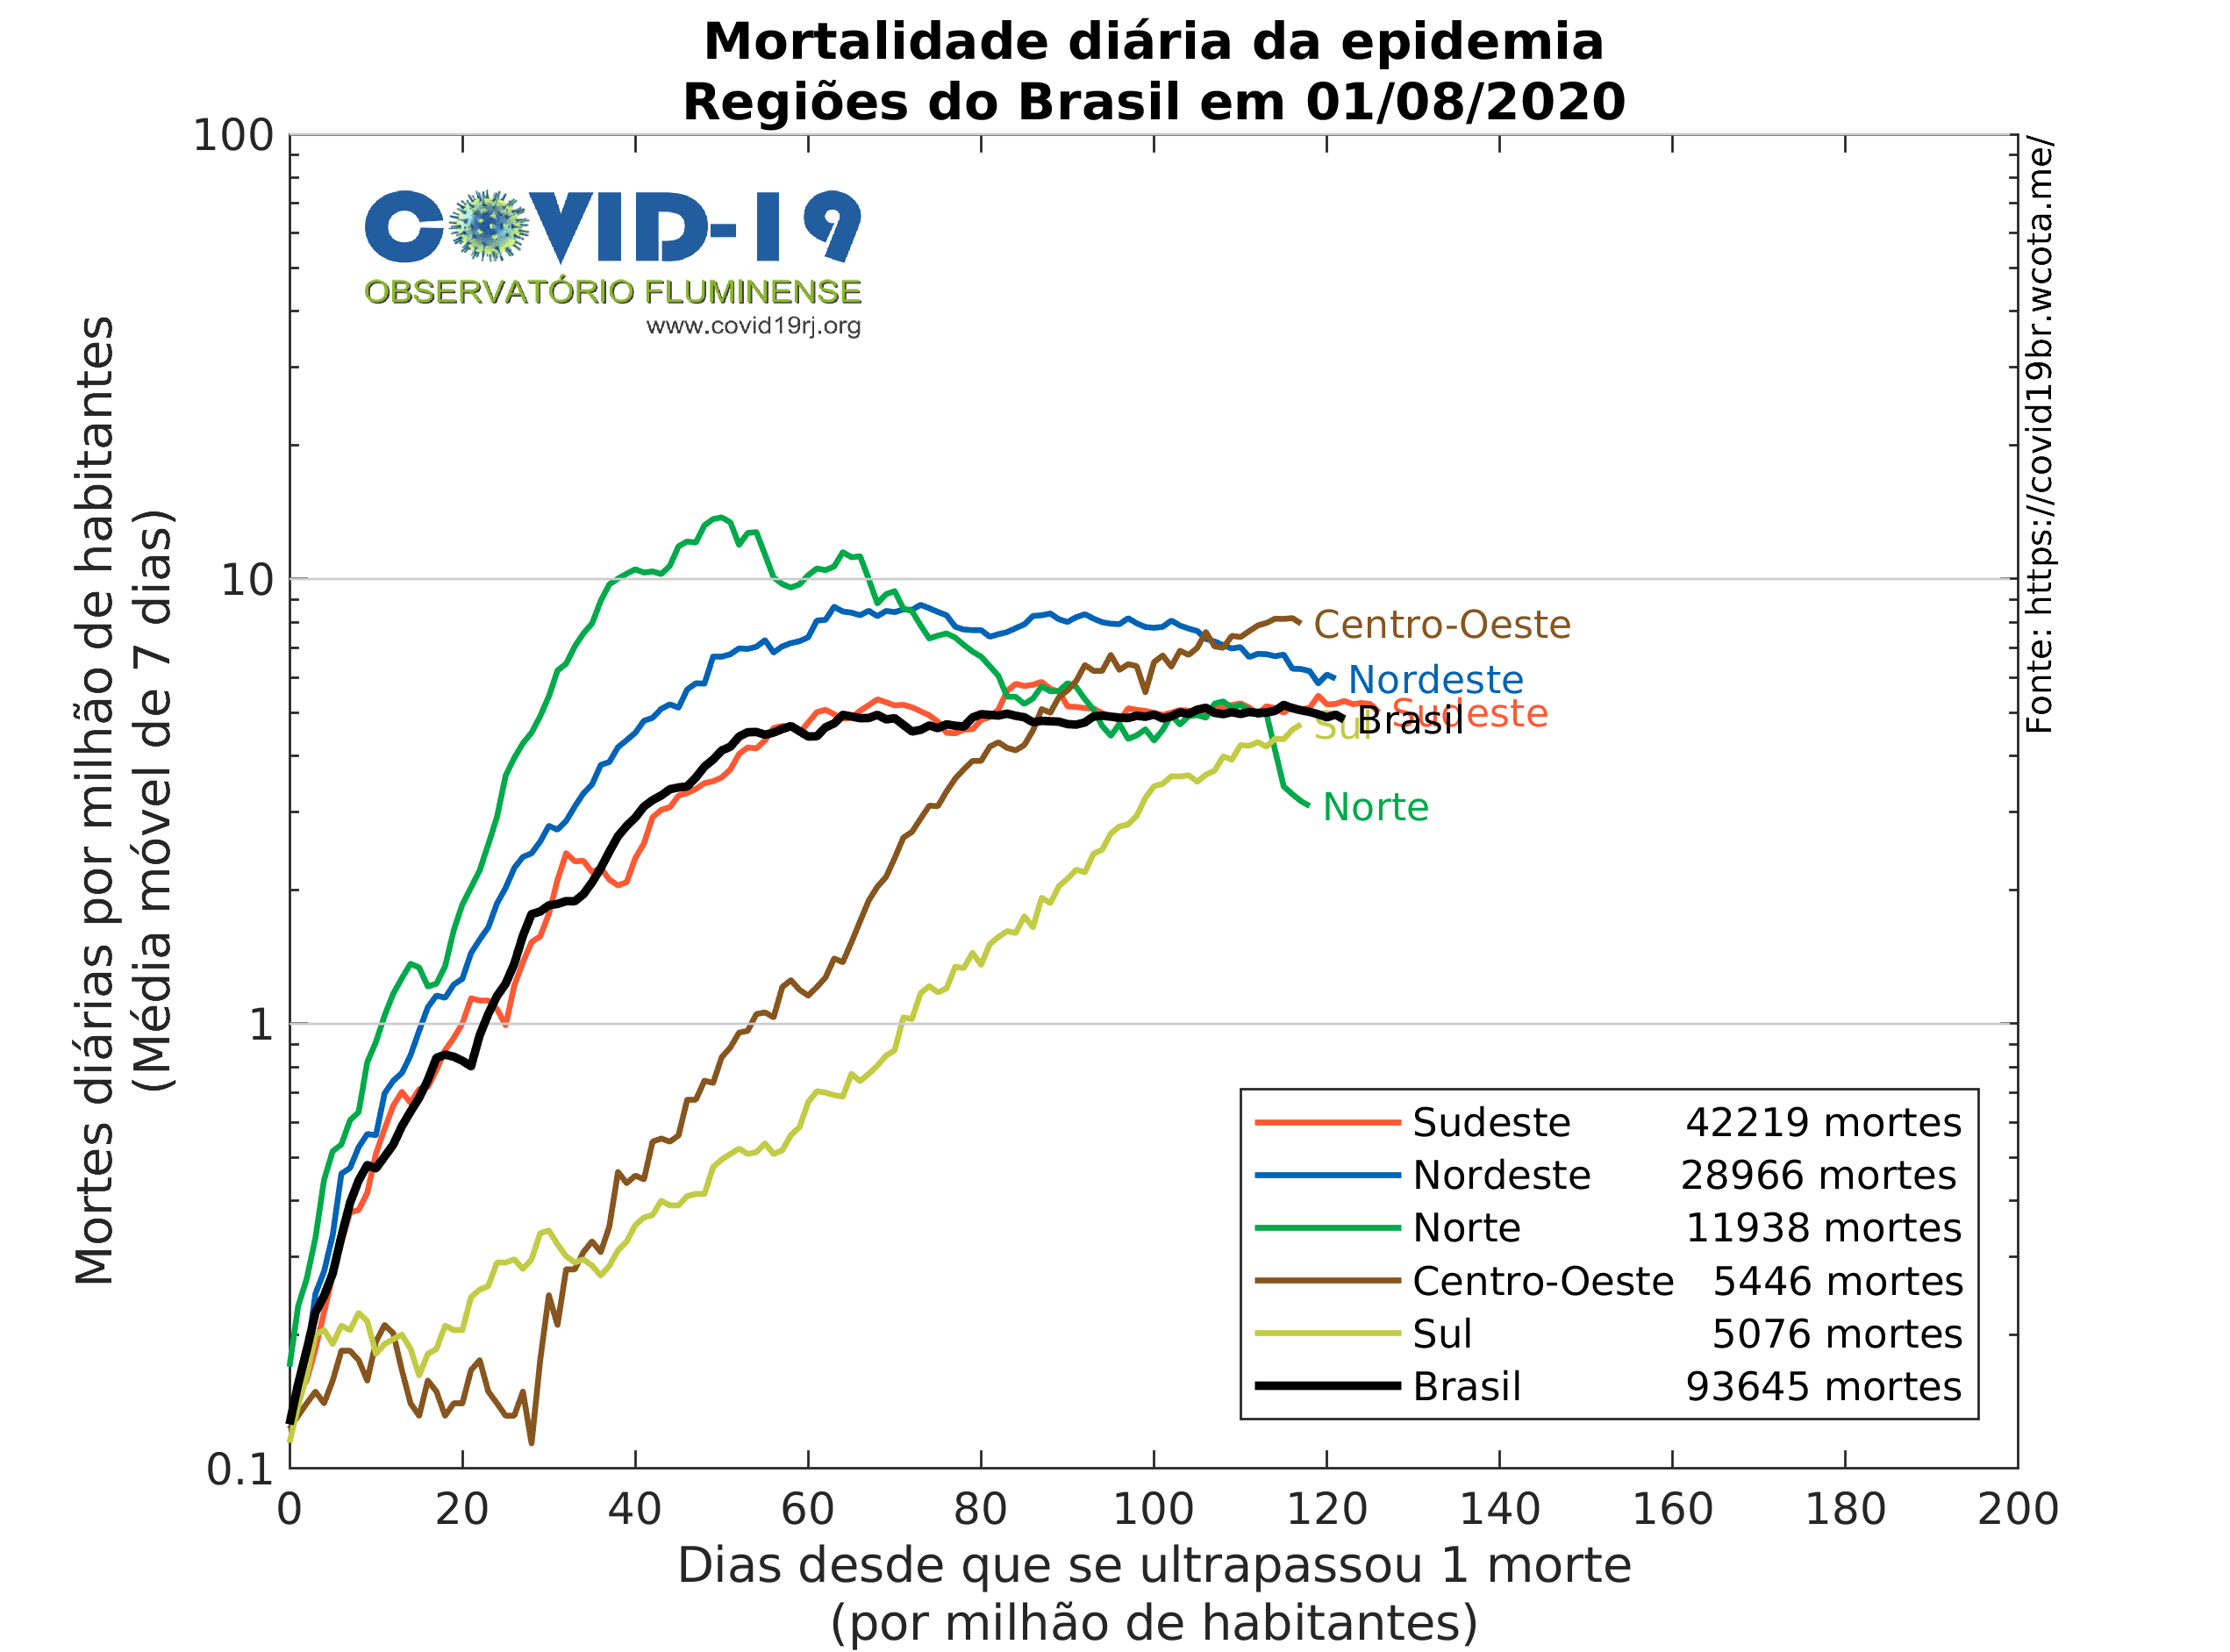 Mortalidade diária da epidemia
Regiões do Brasil em 01/08/2020
COVID-19
OBSERVATÓRIO FLUMINENSE
www.covid19rj.org
Fonte: https://covid19br.wcota.me/
Mortes diárias por milhão de habitantes
(Média móvel de 7 dias)
100
10
1
0.1
Centro-Oeste
Nordeste
Sudeste
Brasil
Sul
Norte
Sudeste 42219 mortes
Nordeste 28966 mortes
Norte 11938 mortes
Centro-Oeste 5446 mortes
Sul 5076 mortes
Brasil 93645 mortes
0 20 40 60 80 100 120 140 160 180 200
Dias desde que se ultrapassou 1 morte
(por milhão de habitantes)